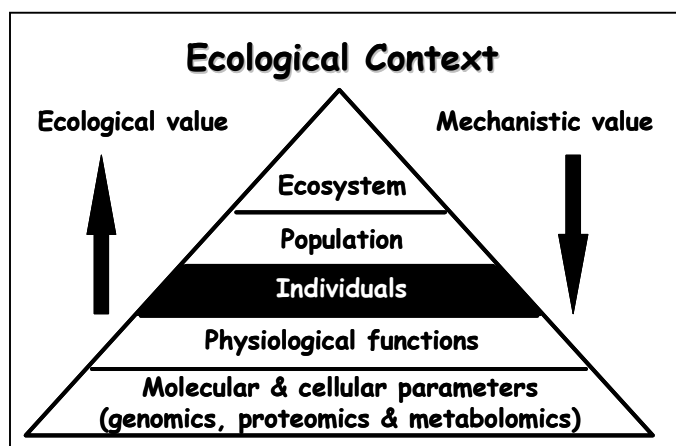 Ecological Context
Ecological value
Mechanistic value
Ecosystem
Population
Individuals
Physiological functions
Molecular & cellular parameters
(genomics, proteomics & metabolomics)